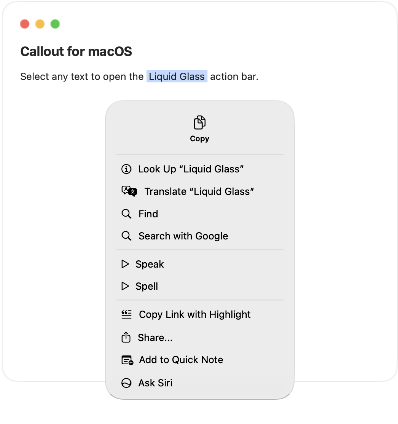 Callout for macOS
Select any text to open the Liquid Glass action bar.
Copy
Look Up “Liquid Glass”
Translate “Liquid Glass”
Find
Search with Google
Speak
Spell
Copy Link with Highlight
Share...
Add to Quick Note
Ask Siri